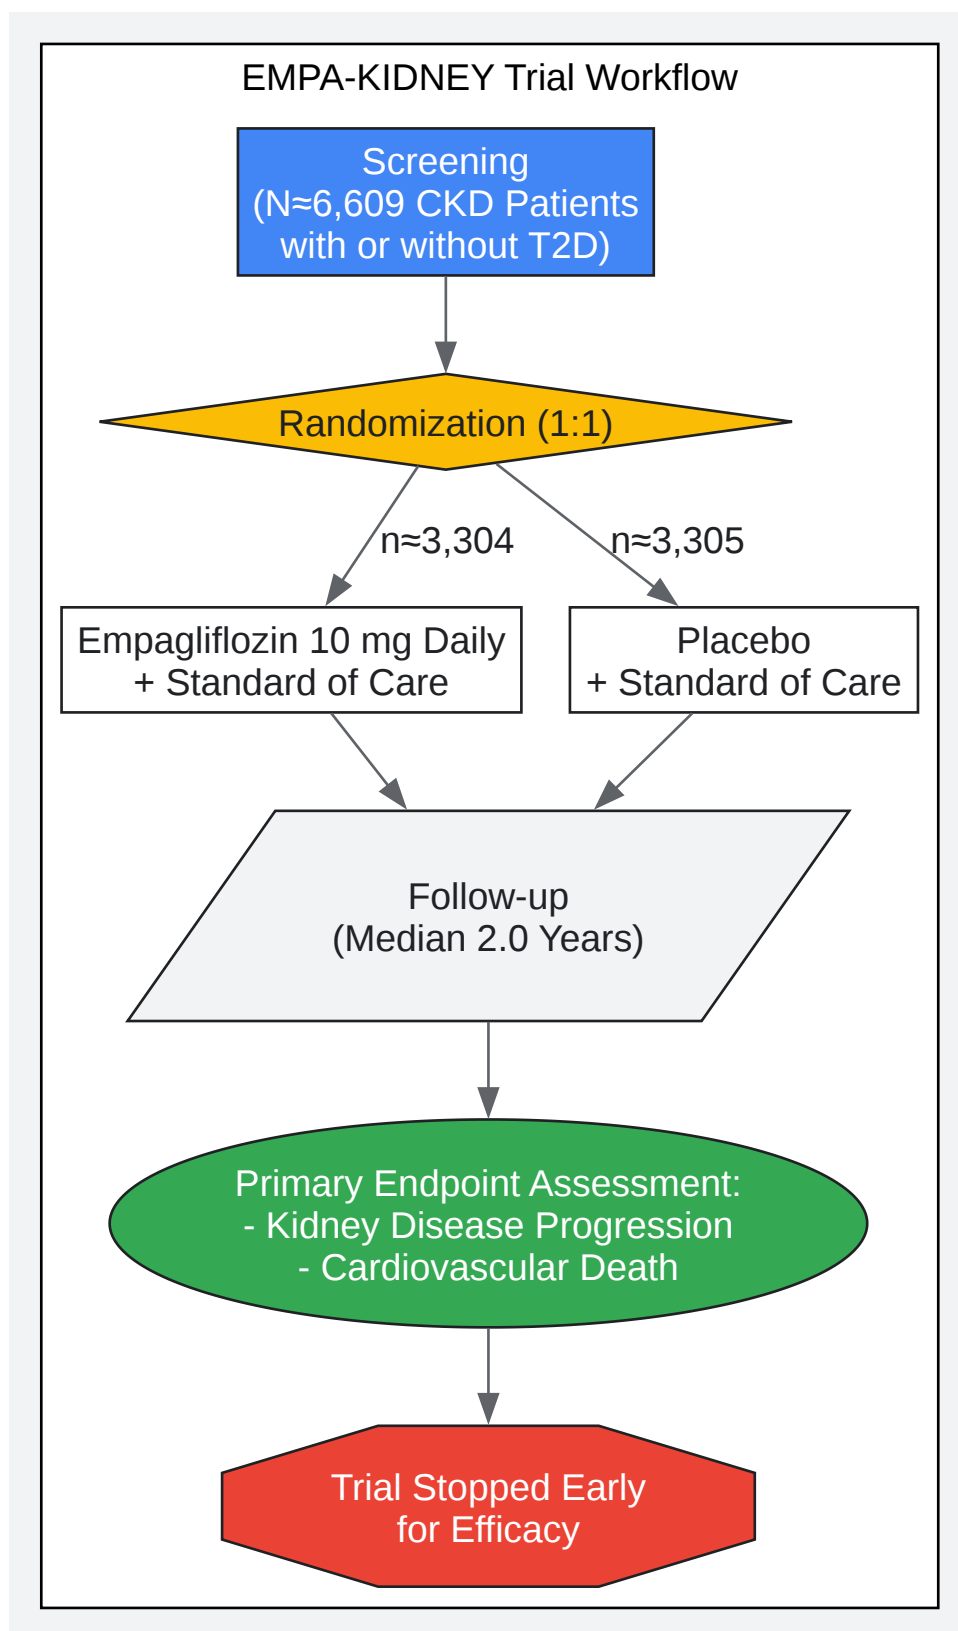 EMPA-KIDNEY Trial Workflow
Screening
(N≈6,609 CKD Patients
with or without T2D)
Randomization (1:1)
n≈3,304
n≈3,305
Empagliflozin 10 mg Daily
+ Standard of Care
Placebo
+ Standard of Care
Follow-up
(Median 2.0 Years)
Primary Endpoint Assessment:
- Kidney Disease Progression
- Cardiovascular Death
Trial Stopped Early
for Efficacy